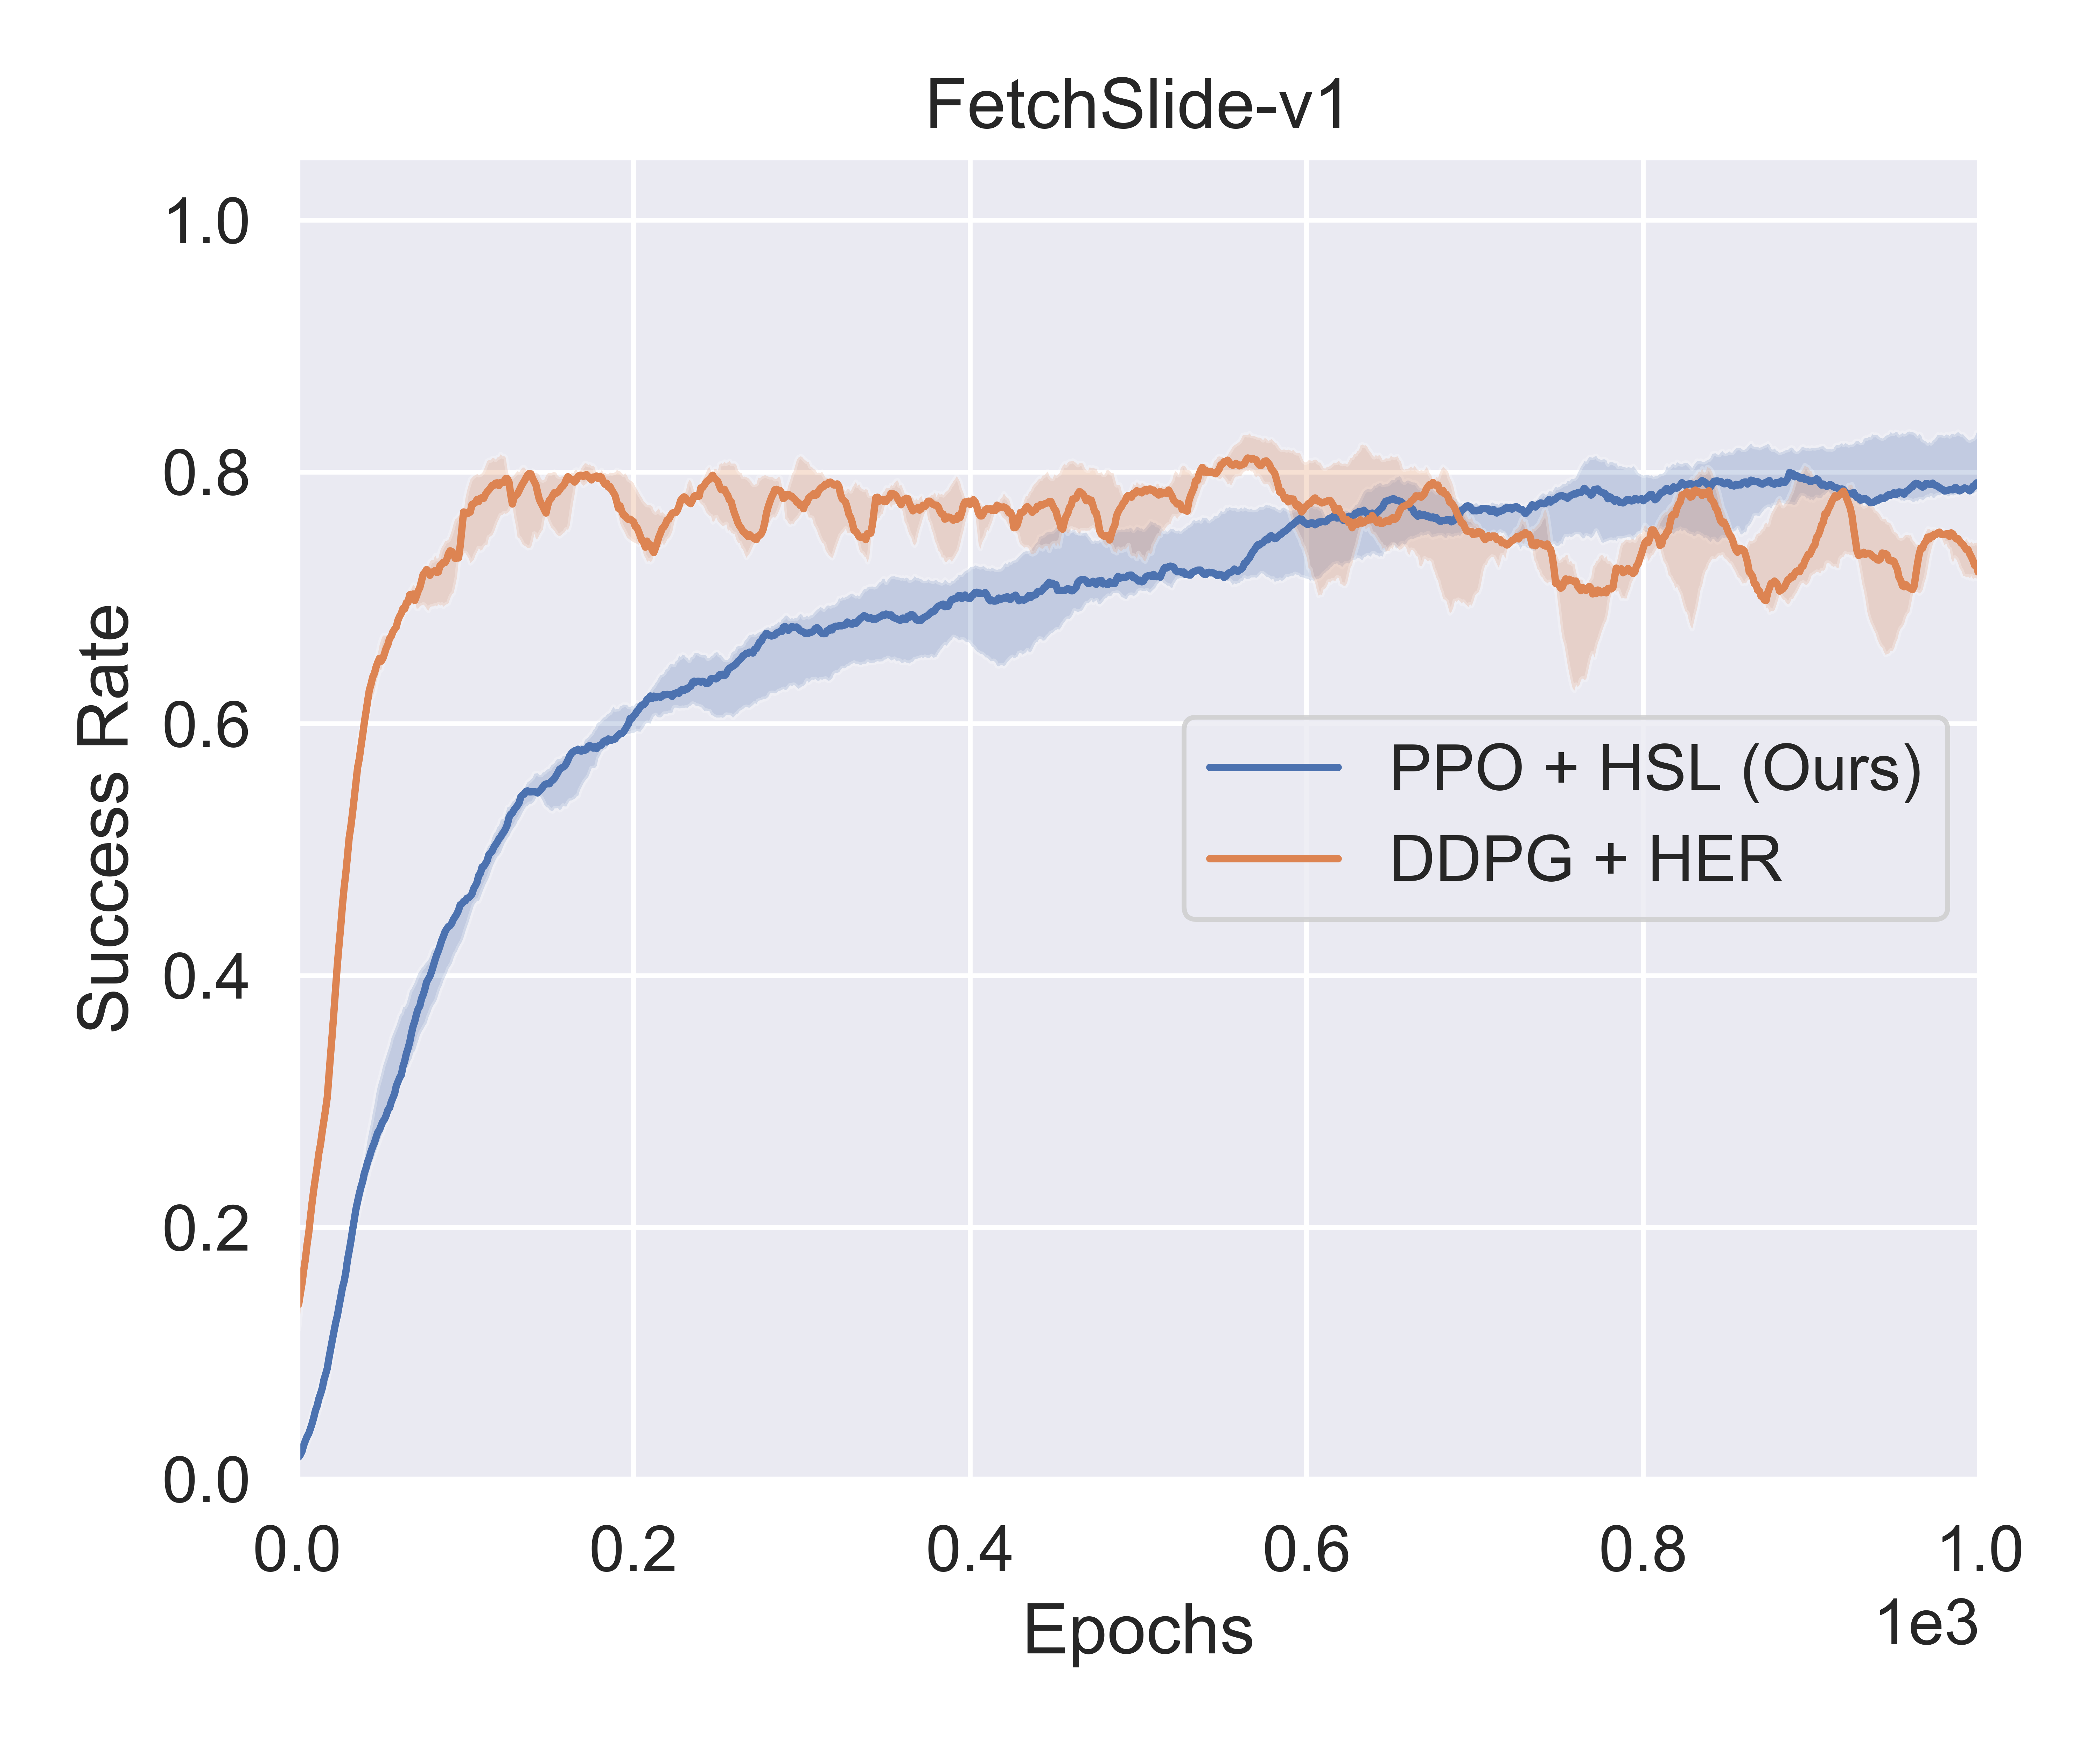 FetchSlide-v1
1.0
0.8
0.6
0.4
0.2
0.0
Success Rate
PPO + HSL (Ours)
DDPG + HER
0.0 0.2 0.4 0.6 0.8 1.0
1e3
Epochs